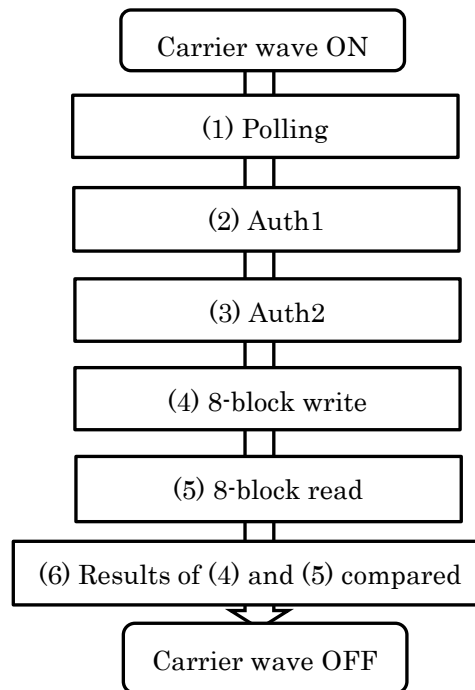 Carrier wave ON
(1) Polling
(2) Auth1
(3) Auth2
(4) 8-block write
(5) 8-block read
(6) Results of (4) and (5) compared
Carrier wave OFF